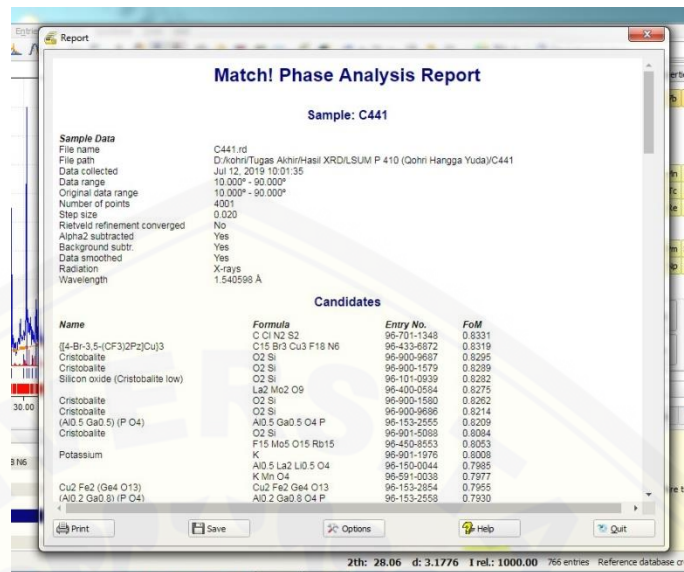 Report
Match! Phase Analysis Report
Sample: C441
Sample Data
File name C441.rd
File path D:/kohri/Tugas Akhir/Hasil XRD/LSUM P 410 (Qohri Hangga Yuda)/C441
Data collected Jul 12, 2019 10:01:35
Data range 10.000° - 90.000°
Original data range 10.000° - 90.000°
Number of points 4001
Step size 0.020
Rietveld refinement converged No
Alpha2 subtracted Yes
Background subtr. Yes
Data smoothed Yes
Radiation X-rays
Wavelength 1.540598 Å
Candidates
Name Formula Entry No. FoM
C Cl N2 S2 96-701-1348 0.8331
{[4-Br-3,5-(CF3)2Pz]Cu}3 C15 Br3 Cu3 F18 N6 96-433-6872 0.8319
Cristobalite O2 Si 96-900-9687 0.8295
Cristobalite O2 Si 96-900-1579 0.8289
Silicon oxide (Cristobalite low) O2 Si 96-101-0939 0.8282
La2 Mo2 O9 96-400-0584 0.8275
Cristobalite O2 Si 96-900-1580 0.8262
Cristobalite O2 Si 96-900-9686 0.8214
(Al0.5 Ga0.5) (P O4) Al0.5 Ga0.5 O4 P 96-153-2555 0.8209
Cristobalite O2 Si 96-901-5088 0.8084
F15 Mo5 O15 Rb15 96-450-8553 0.8053
Potassium K 96-901-1976 0.8008
Al0.5 La2 Li0.5 O4 96-150-0044 0.7985
K Mn O4 96-591-0038 0.7977
Cu2 Fe2 (Ge4 O13) Cu2 Fe2 Ge4 O13 96-153-2854 0.7955
(Al0.2 Ga0.8) (P O4) Al0.2 Ga0.8 O4 P 96-153-2558 0.7930
30.00
Print Save Options Help Quit
2th: 28.06 d: 3.1776 I rel.: 1000.00 766 entries Reference database